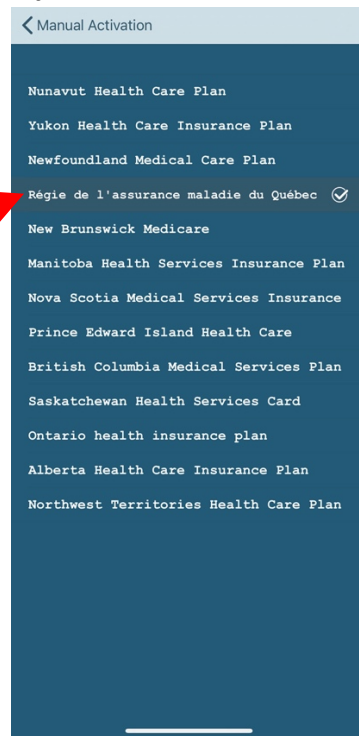 Manual Activation
Nunavut Health Care Plan
Yukon Health Care Insurance Plan
Newfoundland Medical Care Plan
Régie de l'assurance maladie du Québec
New Brunswick Medicare
Manitoba Health Services Insurance Plan
Nova Scotia Medical Services Insurance
Prince Edward Island Health Care
British Columbia Medical Services Plan
Saskatchewan Health Services Card
Ontario health insurance plan
Alberta Health Care Insurance Plan
Northwest Territories Health Care Plan